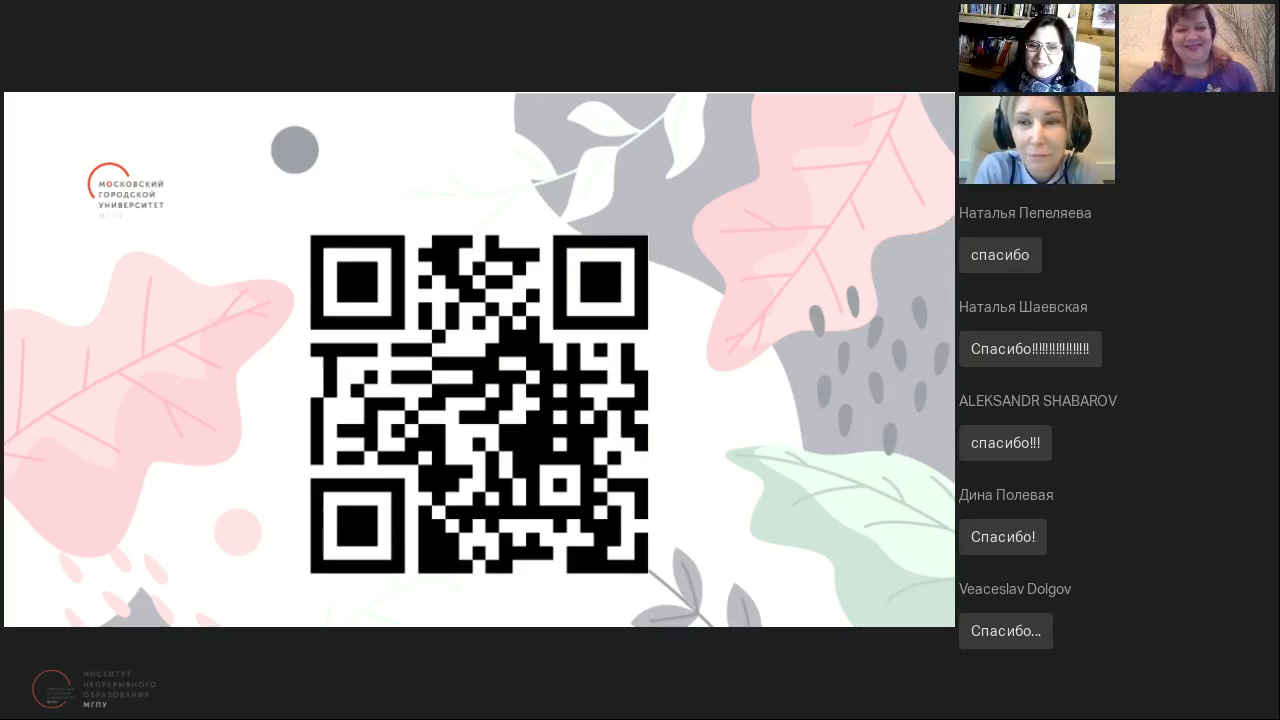 МОСКОВСКИЙ
ГОРОДСКОЙ
УНИВЕРСИТЕТ
МГПУ
Наталья Пепеляева
спасибо
Наталья Шаевская
Спасибо!!!!!!!!!!!!!!!!!
ALEKSANDR SHABAROV
спасибо!!!
Дина Полевая
Спасибо!
Veaceslav Dolgov
Спасибо...
ИНСТИТУТ
НЕПРЕРЫВНОГО
ОБРАЗОВАНИЯ
МГПУ